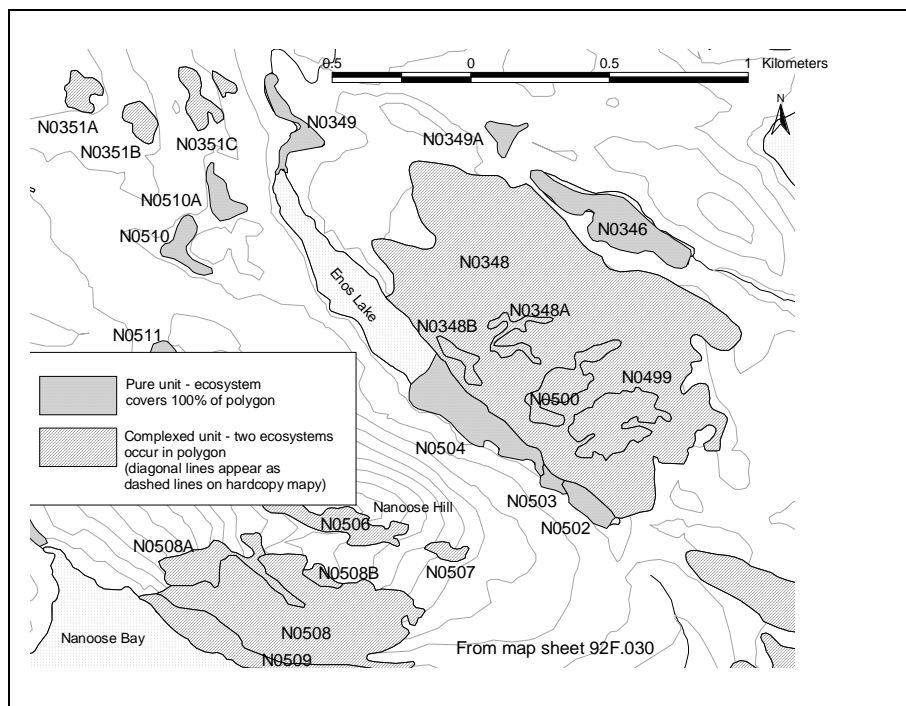 0.5 0 0.5 1 Kilometers
N
N0351A
N0351B
N0351C
N0349
N0349A
N0510A
N0510
N0346
N0348
Enos Lake
N0348A
N0348B
N0511
N0499
N0500
Pure unit - ecosystem
covers 100% of polygon
Complexed unit - two ecosystems
occur in polygon
(diagonal lines appear as
dashed lines on hardcopy mapy)
N0504
N0503
N0502
Nanoose Hill
N0506
N0508A
N0508B
N0507
N0508
Nanoose Bay
N0509
From map sheet 92F.030